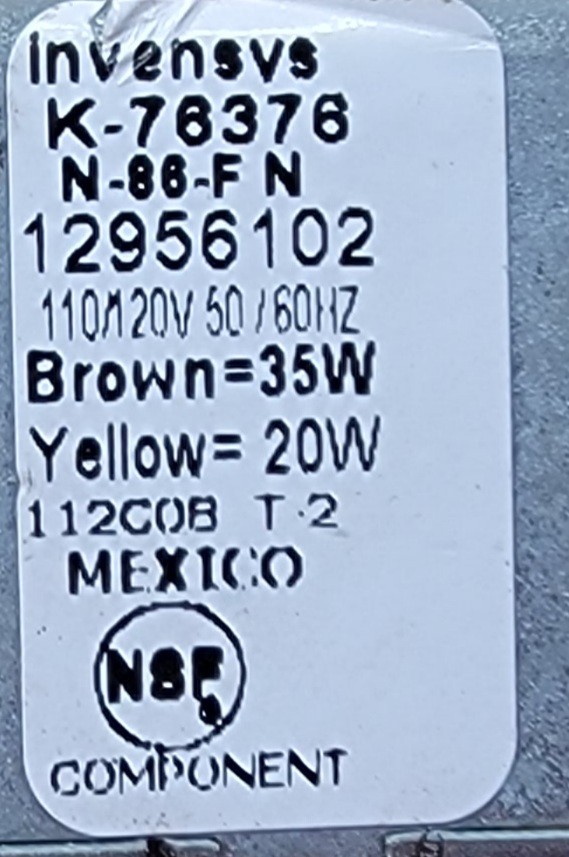 Invensys
K-76376
N-86-F N
12956102
110/120V 50/60HZ
Brown=35W
Yellow= 20W
112C0B T-2
MEXICO
NSF
COMPONENT